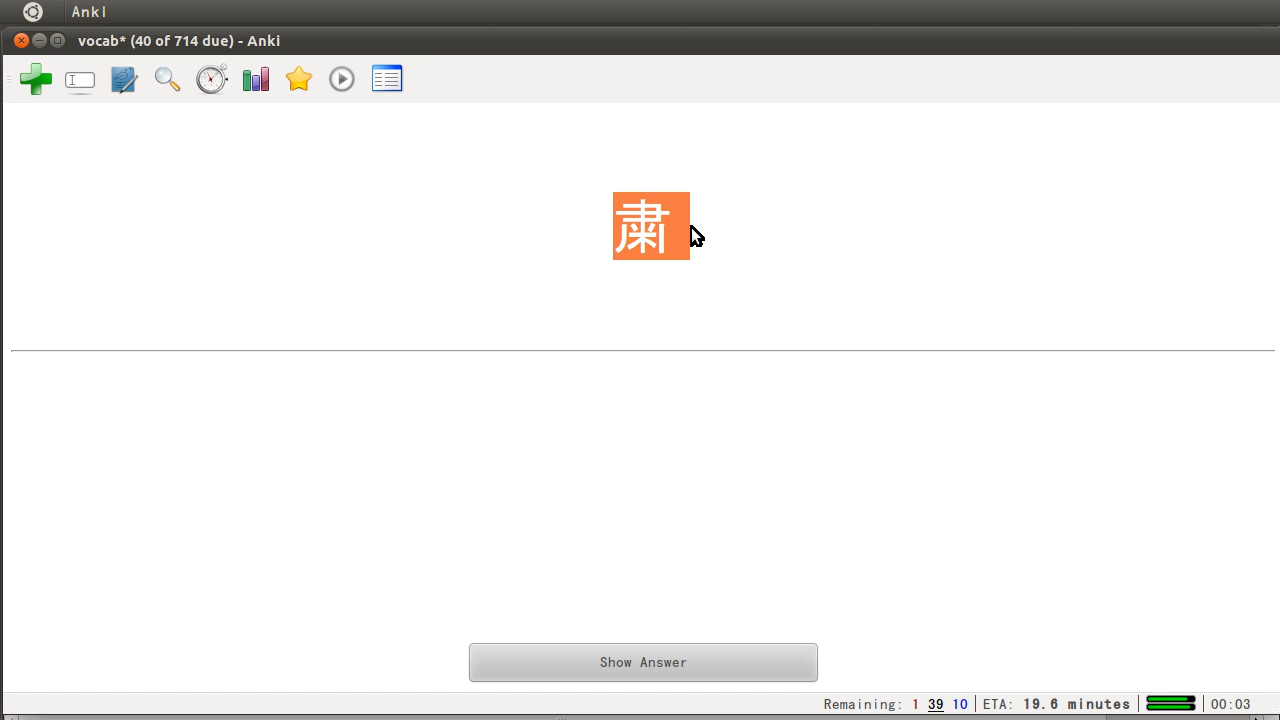 Anki
vocab* (40 of 714 due) - Anki
粛
Show Answer
Remaining: 1 39 10 ETA: 19.6 minutes 00:03